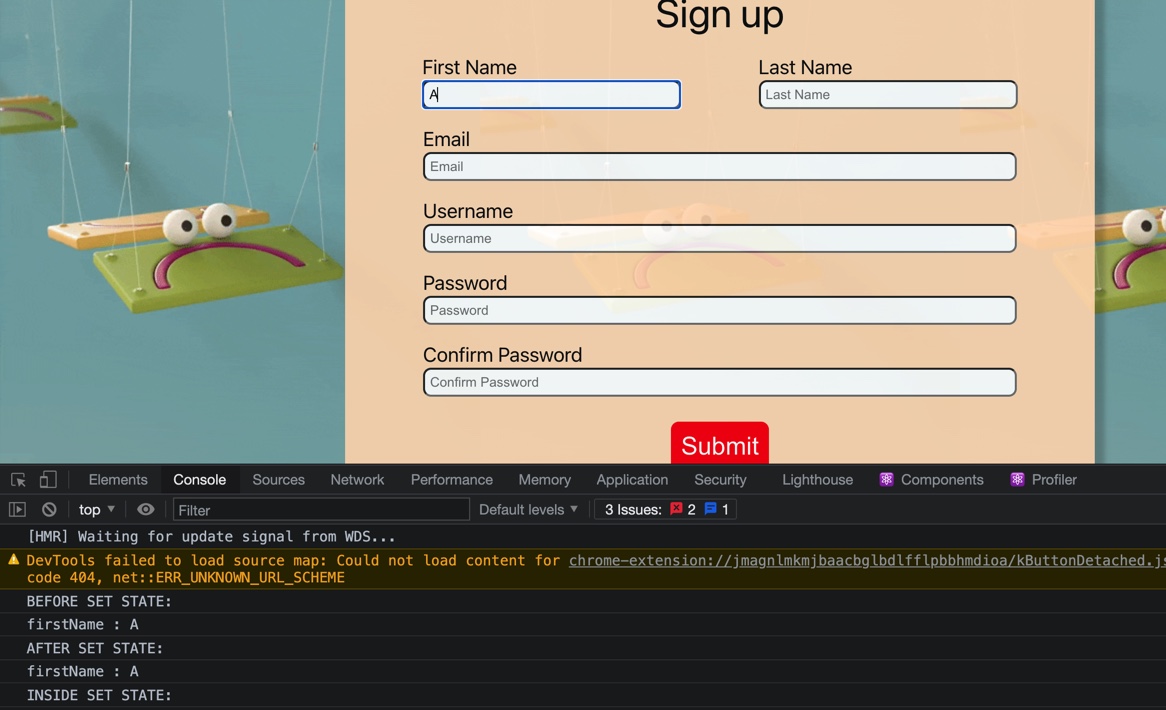 Sign up
First Name Last Name
A Last Name
Email
Email
Username
Username
Password
Password
Confirm Password
Confirm Password
Submit
Elements Console Sources Network Performance Memory Application Security Lighthouse Components Profiler
top Filter Default levels 3 Issues: 2 1
[HMR] Waiting for update signal from WDS...
DevTools failed to load source map: Could not load content for chrome-extension://jmagnlmkmjbaacbglbdlfflpbbhmdioa/kButtonDetached.js
code 404, net::ERR_UNKNOWN_URL_SCHEME
BEFORE SET STATE:
firstName : A
AFTER SET STATE:
firstName : A
INSIDE SET STATE: